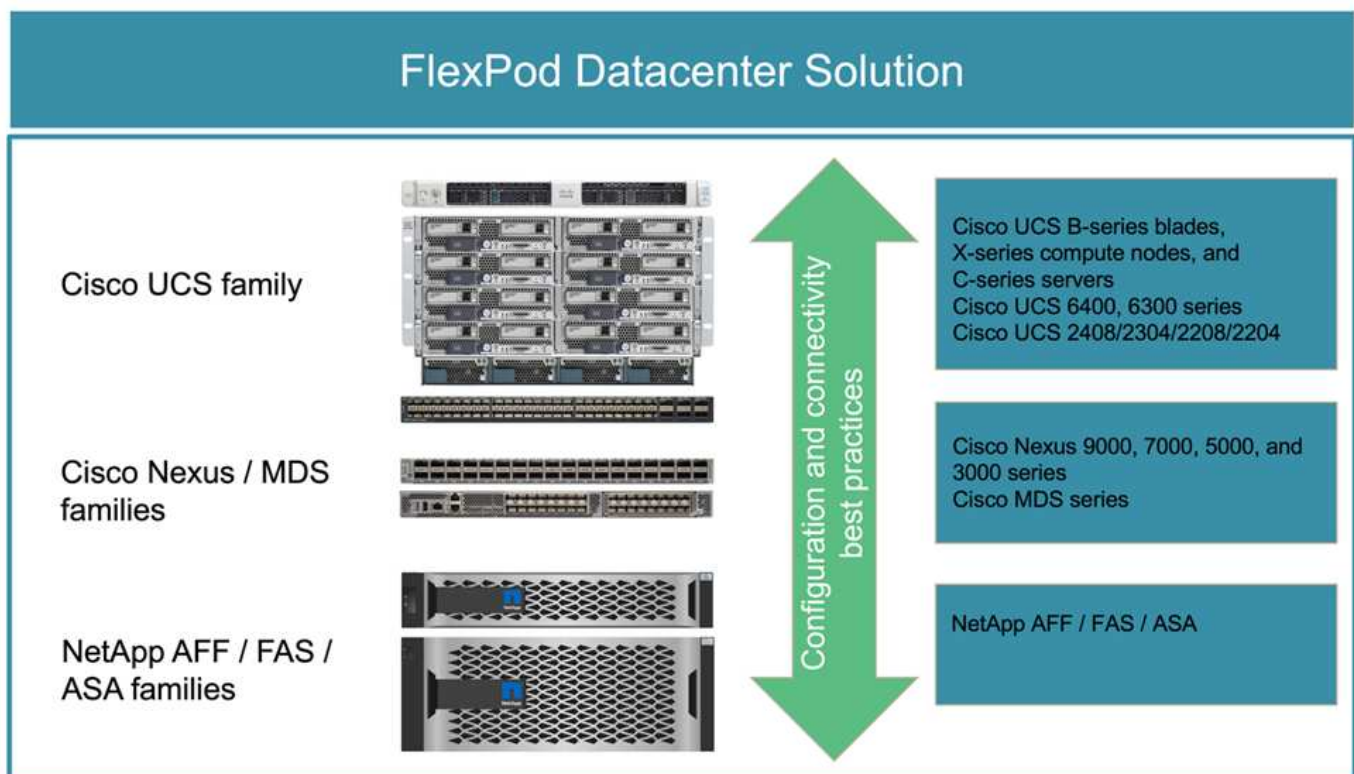 FlexPod Datacenter Solution
Cisco UCS family
Cisco UCS B-series blades,
X-series compute nodes, and
C-series servers
Cisco UCS 6400, 6300 series
Cisco UCS 2408/2304/2208/2204
Configuration and connectivity
best practices
Cisco Nexus / MDS
families
Cisco Nexus 9000, 7000, 5000, and
3000 series
Cisco MDS series
NetApp AFF / FAS /
ASA families
NetApp AFF / FAS / ASA